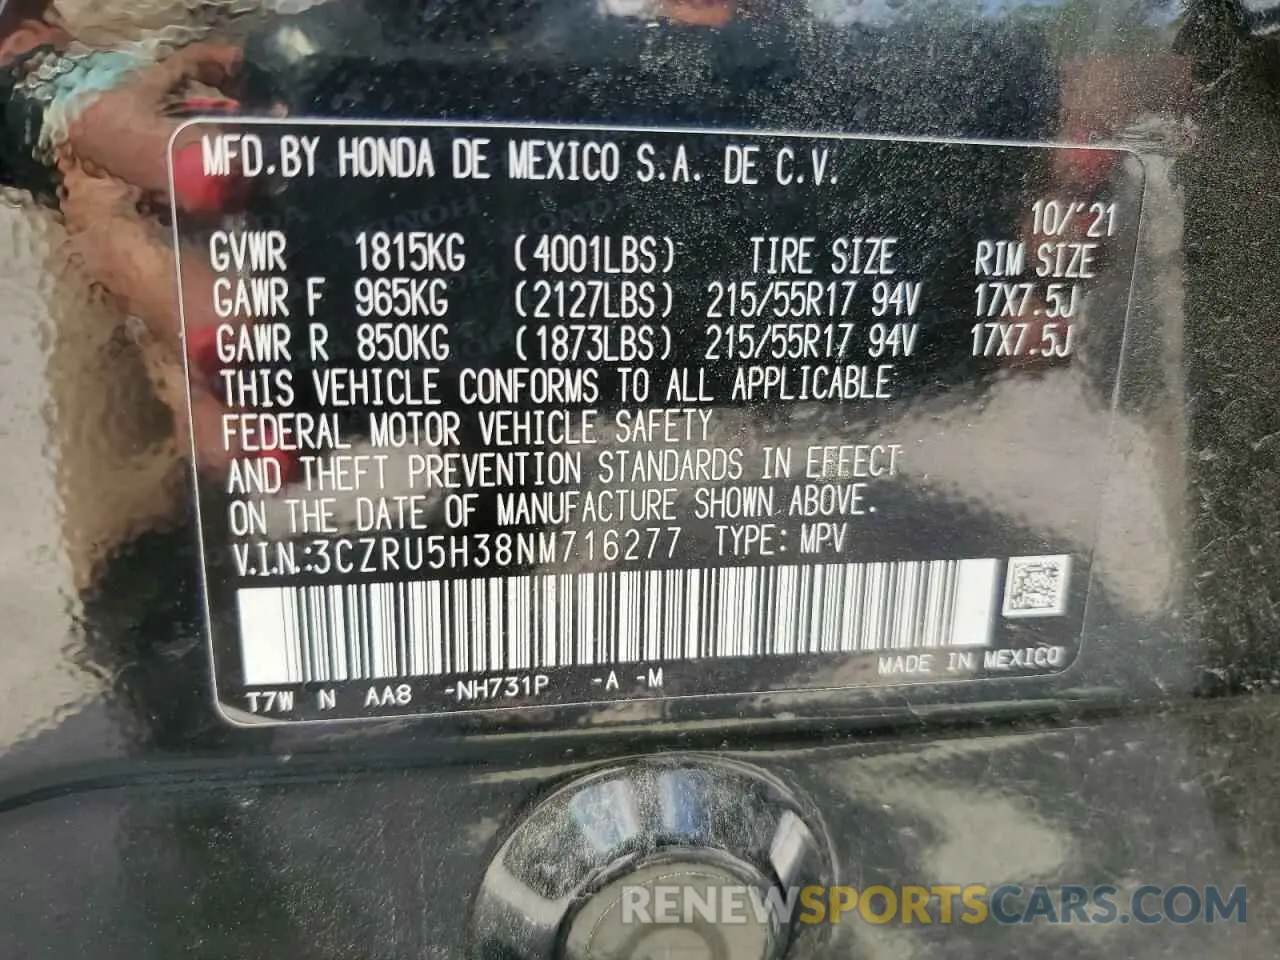 MFD.BY HONDA DE MEXICO S.A. DE C.V.
10/'21
GVWR 1815KG (4001LBS) TIRE SIZE RIM SIZE
GAWR F 965KG (2127LBS) 215/55R17 94V 17X7.5J
GAWR R 850KG (1873LBS) 215/55R17 94V 17X7.5J
THIS VEHICLE CONFORMS TO ALL APPLICABLE
FEDERAL MOTOR VEHICLE SAFETY
AND THEFT PREVENTION STANDARDS IN EFFECT
ON THE DATE OF MANUFACTURE SHOWN ABOVE.
V.I.N.:3CZRU5H38NM716277 TYPE: MPV
MADE IN MEXICO
T7W N AA8 -NH731P -A -M
RENEWSPORTSCARS.COM